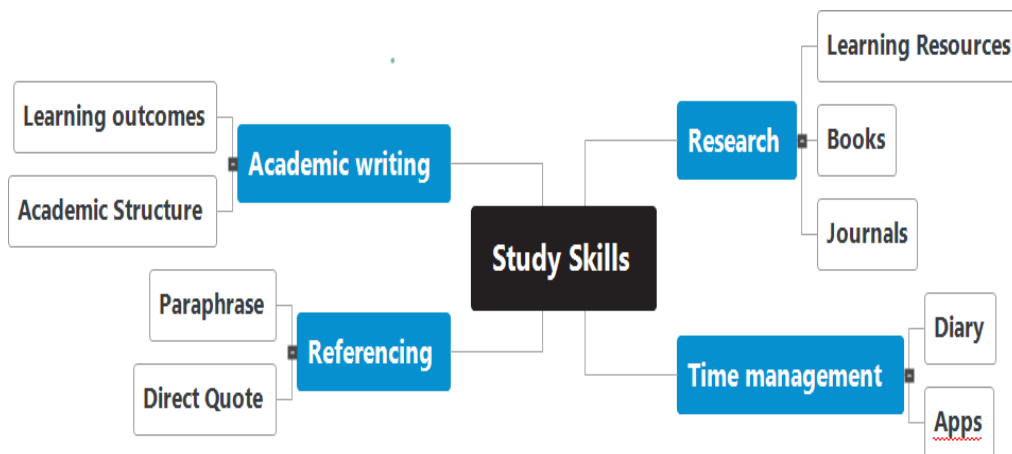 Study Skills
Academic writing
Learning outcomes
Academic Structure
Referencing
Paraphrase
Direct Quote
Research
Learning Resources
Books
Journals
Time management
Diary
Apps